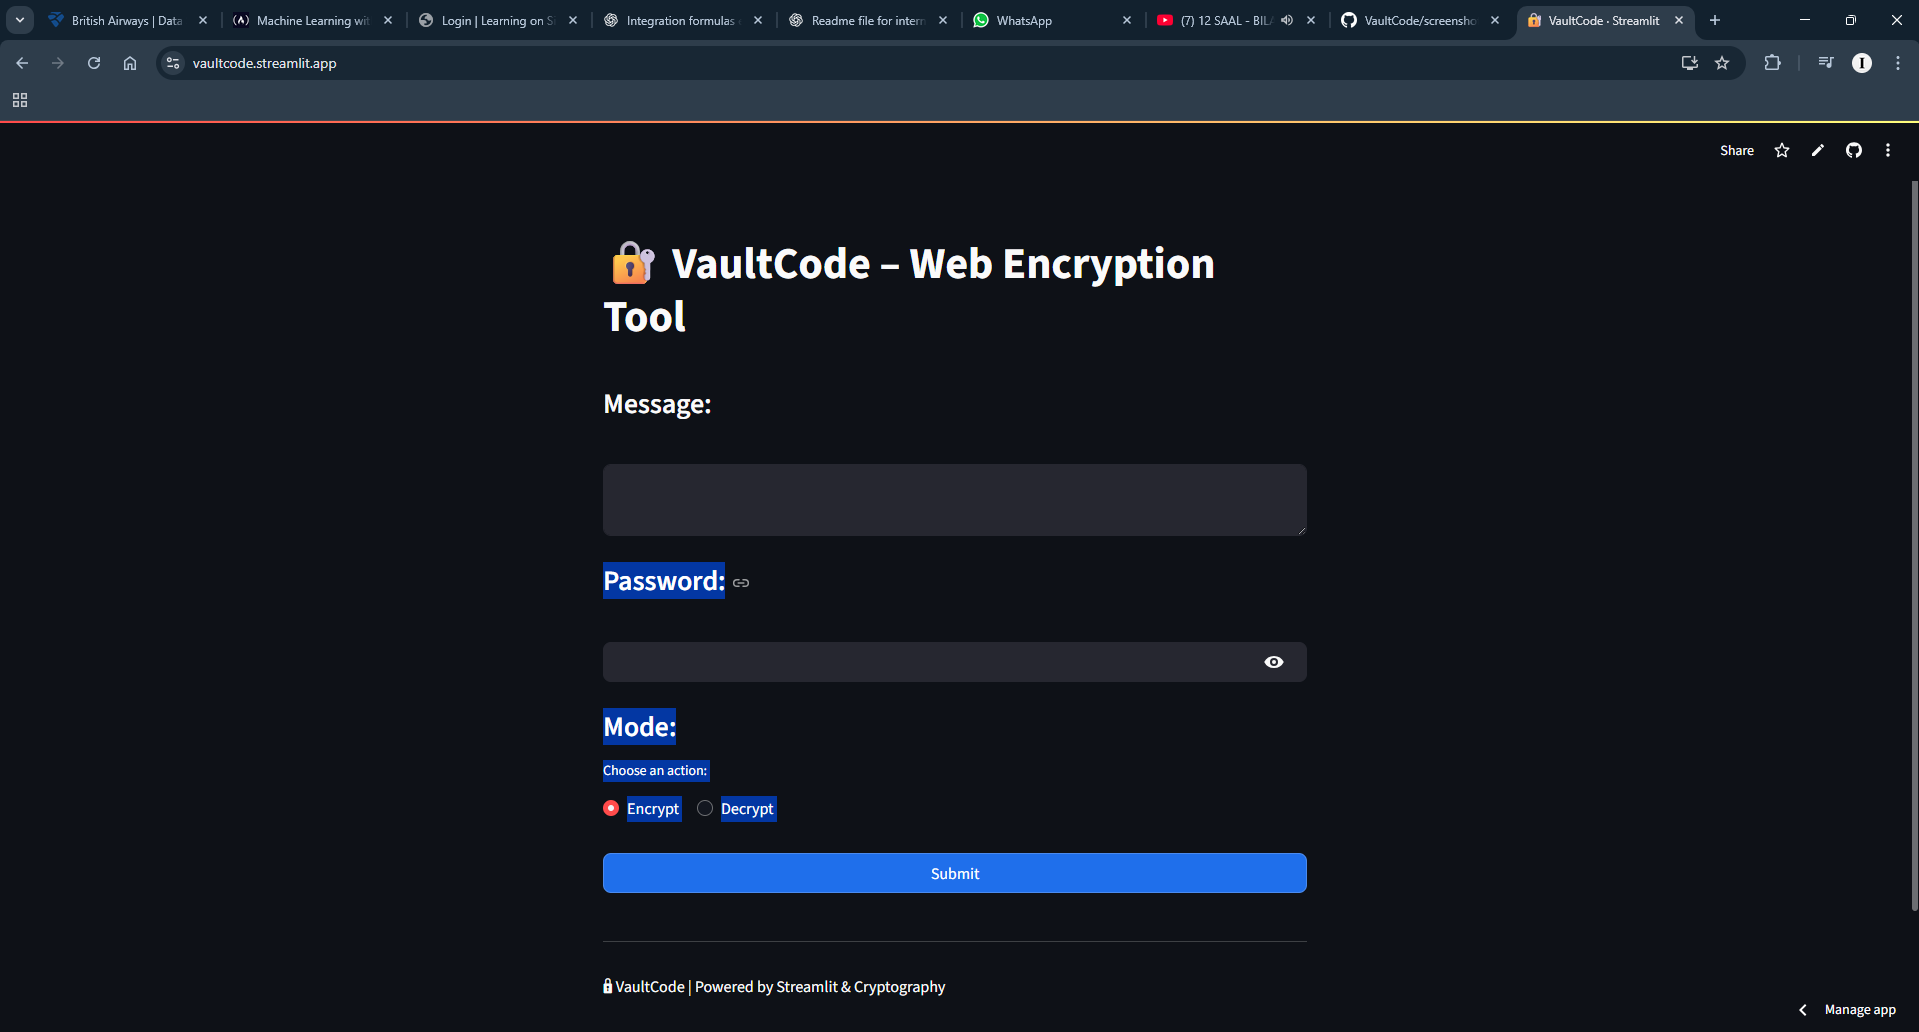 British Airways | Data
Machine Learning wit
Login | Learning on Si
Integration formulas
Readme file for intern
WhatsApp
(7) 12 SAAL - BILA
VaultCode/screensho
VaultCode · Streamlit
vaultcode.streamlit.app
I
Share
VaultCode – Web Encryption
Tool
Message:
Password:
Mode:
Choose an action:
Encrypt Decrypt
Submit
VaultCode | Powered by Streamlit & Cryptography
Manage app